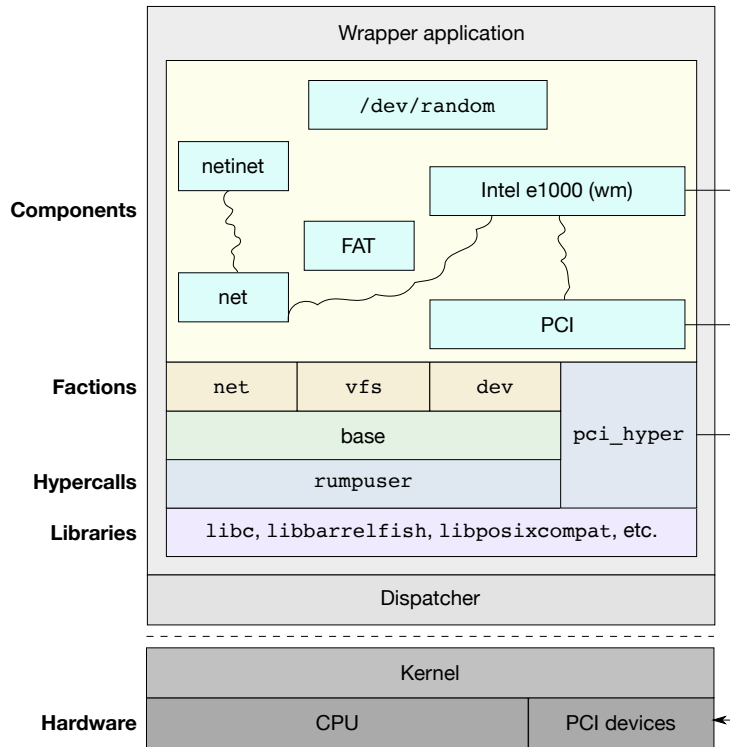 Wrapper application
/dev/random
netinet
Intel e1000 (wm)
Components
FAT
net
PCI
Factions
net
vfs
dev
base
pci_hyper
Hypercalls
rumpuser
Libraries
libc, libbarrelfish, libposixcompat, etc.
Dispatcher
Kernel
Hardware
CPU
PCI devices